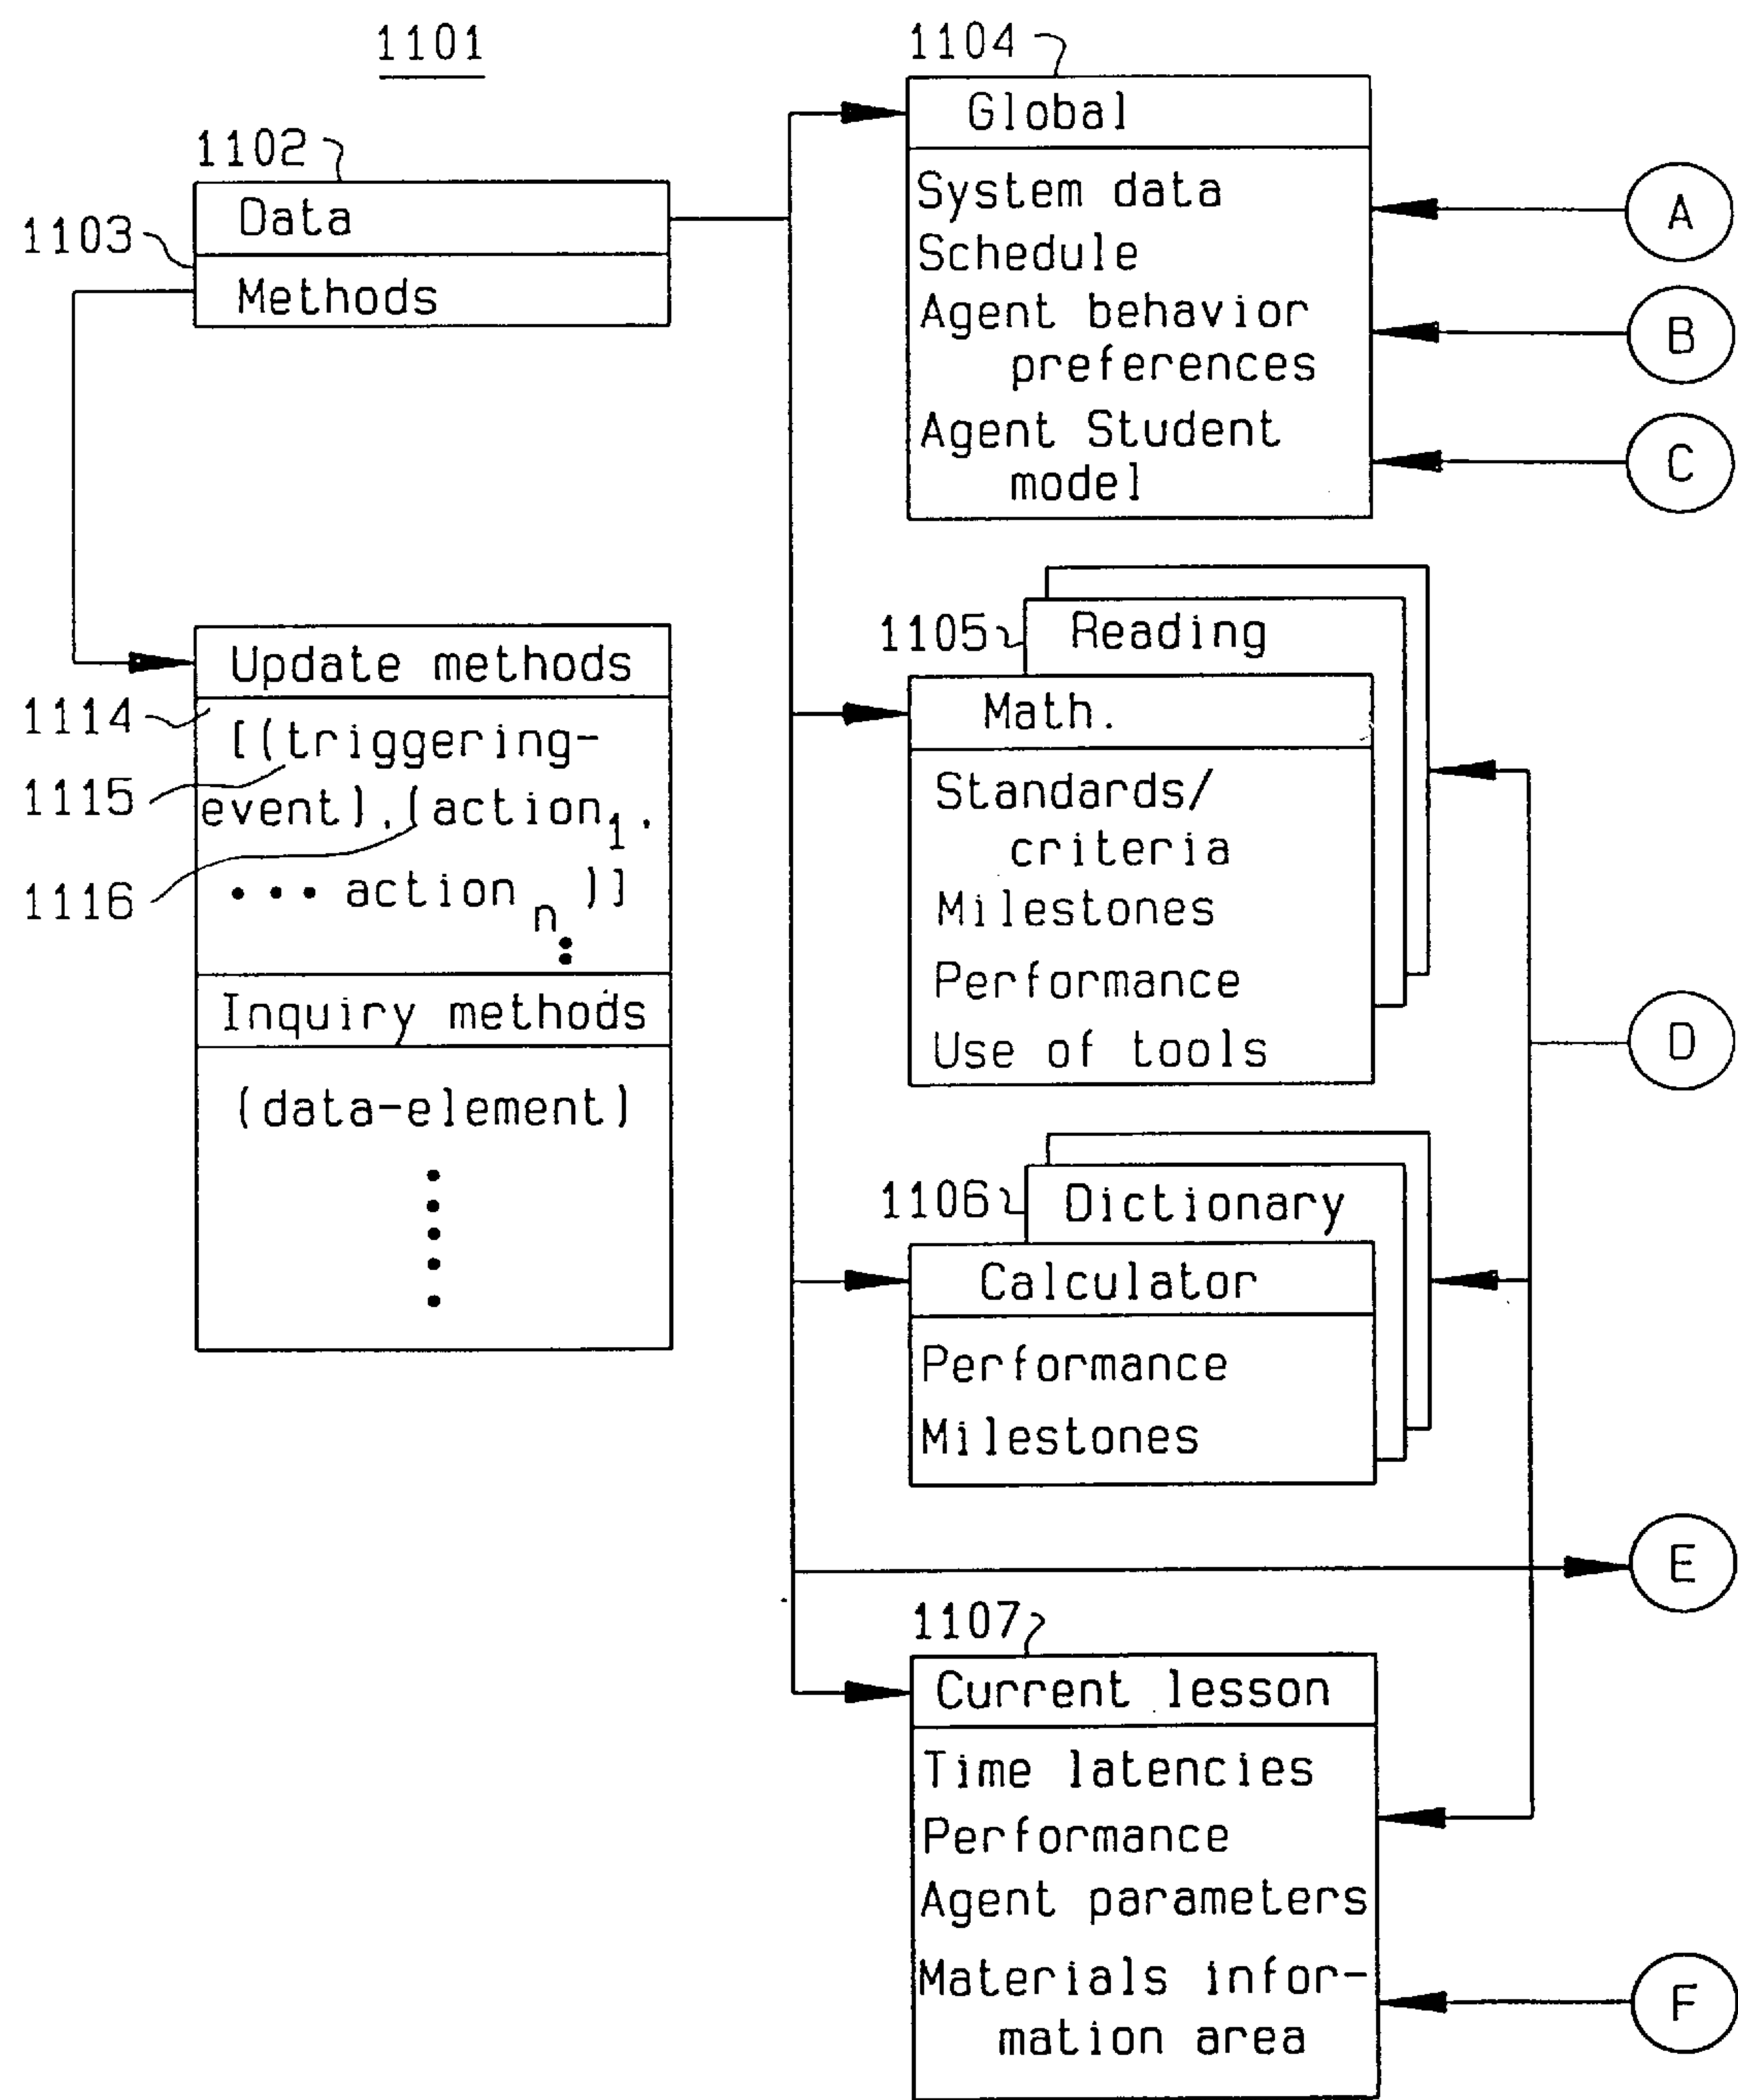 1101
1102
Data
1103
Methods
Update methods
1114
[(triggering-
1115
event),(action1,
1116
••• actionn )]
Inquiry methods
(data-element)
1104
Global
System data
Schedule
Agent behavior
preferences
Agent Student
model
A
B
C
1105
Reading
Math.
Standards/
criteria
Milestones
Performance
Use of tools
D
1106
Dictionary
Calculator
Performance
Milestones
E
1107
Current lesson
Time latencies
Performance
Agent parameters
Materials infor-
mation area
F